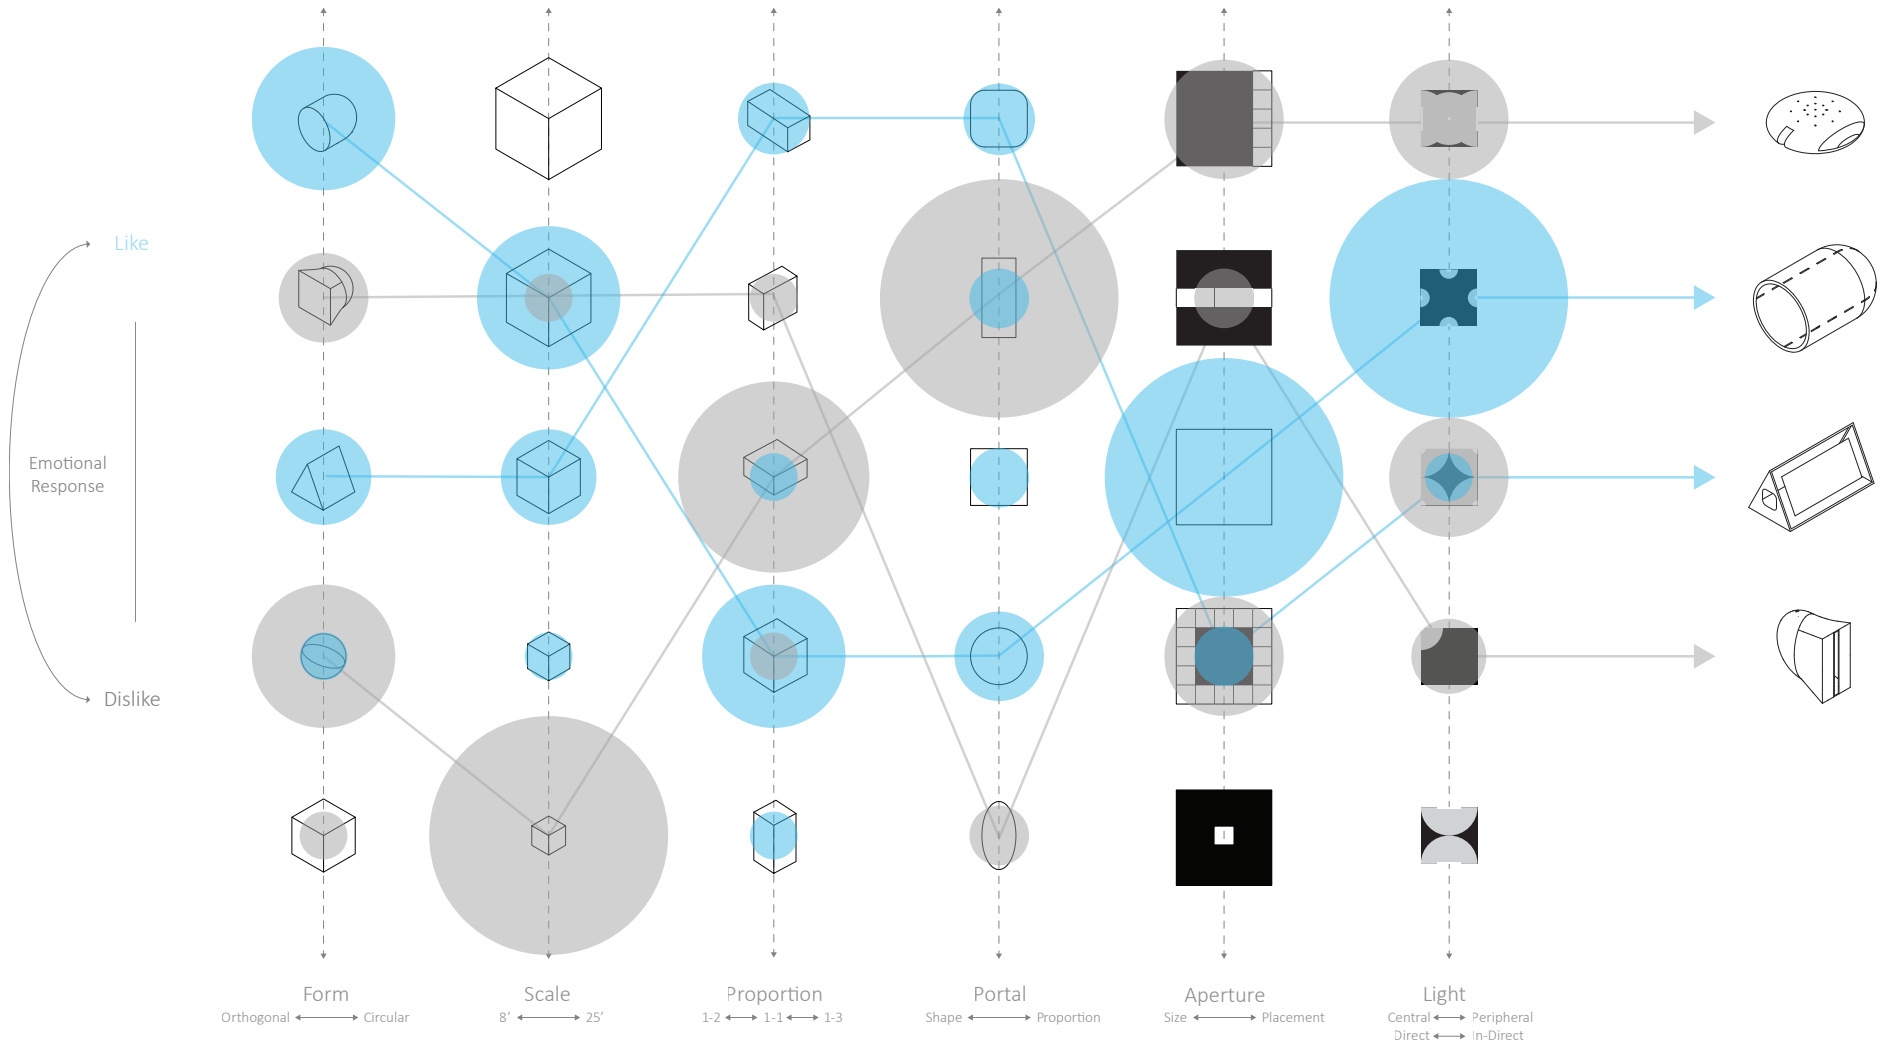 Like
Emotional
Response
Dislike
Form
Orthogonal Circular
Scale
8' 25'
Proportion
1-2 1-1 1-3
Portal
Shape Proportion
Aperture
Size Placement
Light
Central Peripheral
Direct In-Direct